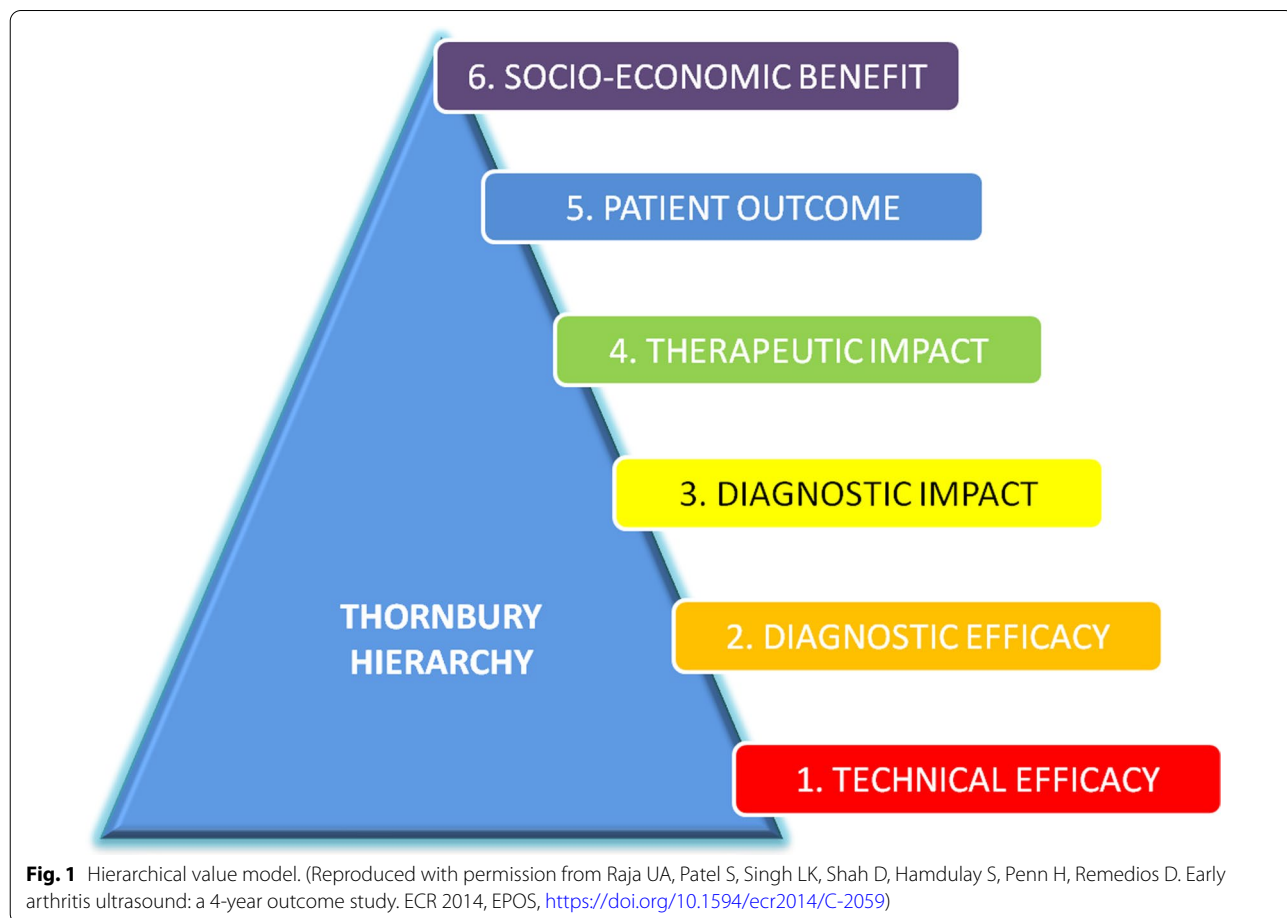 6. SOCIO-ECONOMIC BENEFIT
5. PATIENT OUTCOME
4. THERAPEUTIC IMPACT
3. DIAGNOSTIC IMPACT
THORNBURY
HIERARCHY
2. DIAGNOSTIC EFFICACY
1. TECHNICAL EFFICACY
Fig. 1 Hierarchical value model. (Reproduced with permission from Raja UA, Patel S, Singh LK, Shah D, Hamdulay S, Penn H, Remedios D. Early
arthritis ultrasound: a 4-year outcome study. ECR 2014, EPOS, https://doi.org/10.1594/ecr2014/C-2059)